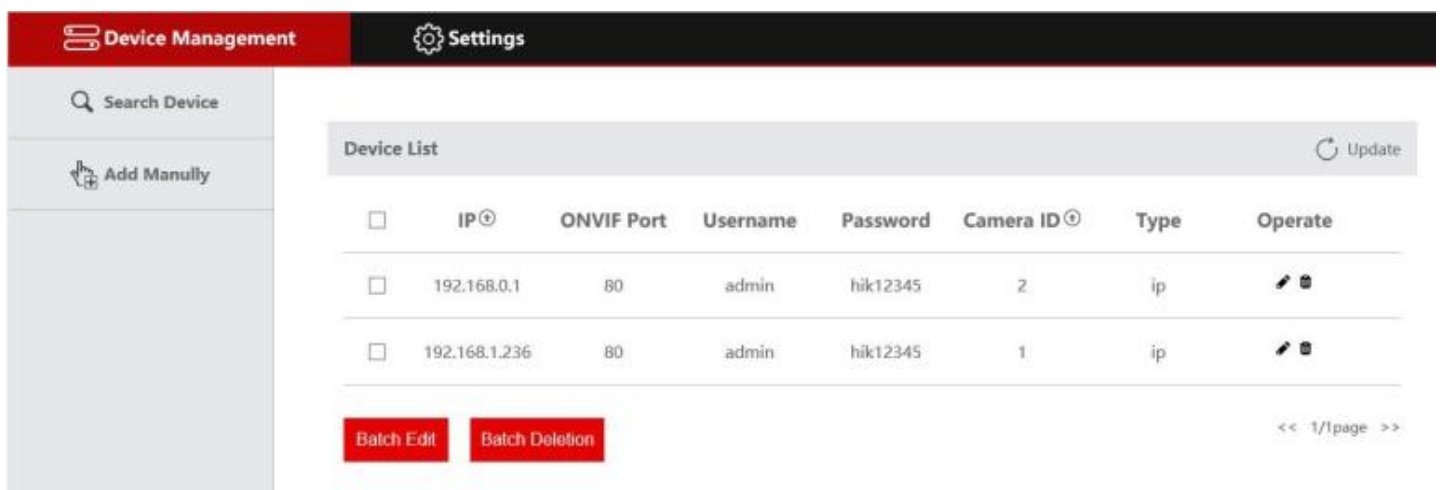 Device Management Settings
Search Device
Add Manully
Device List Update
IP ONVIF Port Username Password Camera ID Type Operate
192.168.0.1 80 admin hik12345 2 ip
192.168.1.236 80 admin hik12345 1 ip
Batch Edit Batch Deletion << 1/1page >>